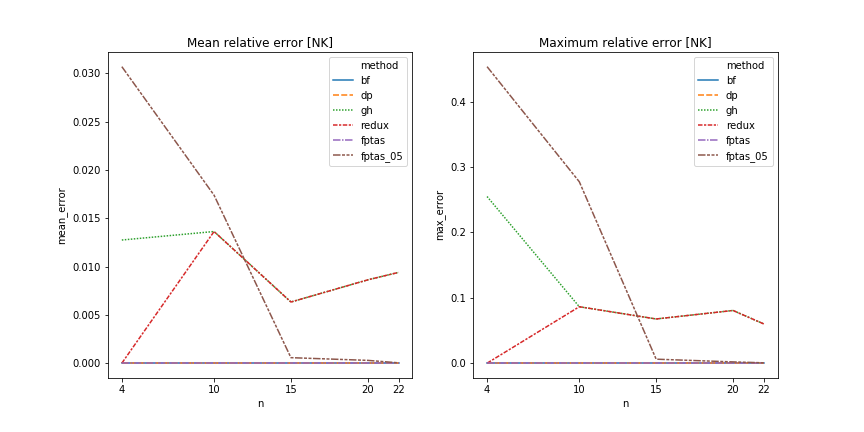 Mean relative error [NK]
mean_error
0.030
0.025
0.020
0.015
0.010
0.005
0.000
4 10 15 20 22
n
method
bf
dp
gh
redux
fptas
fptas_05
Maximum relative error [NK]
max_error
0.4
0.3
0.2
0.1
0.0
4 10 15 20 22
n
method
bf
dp
gh
redux
fptas
fptas_05